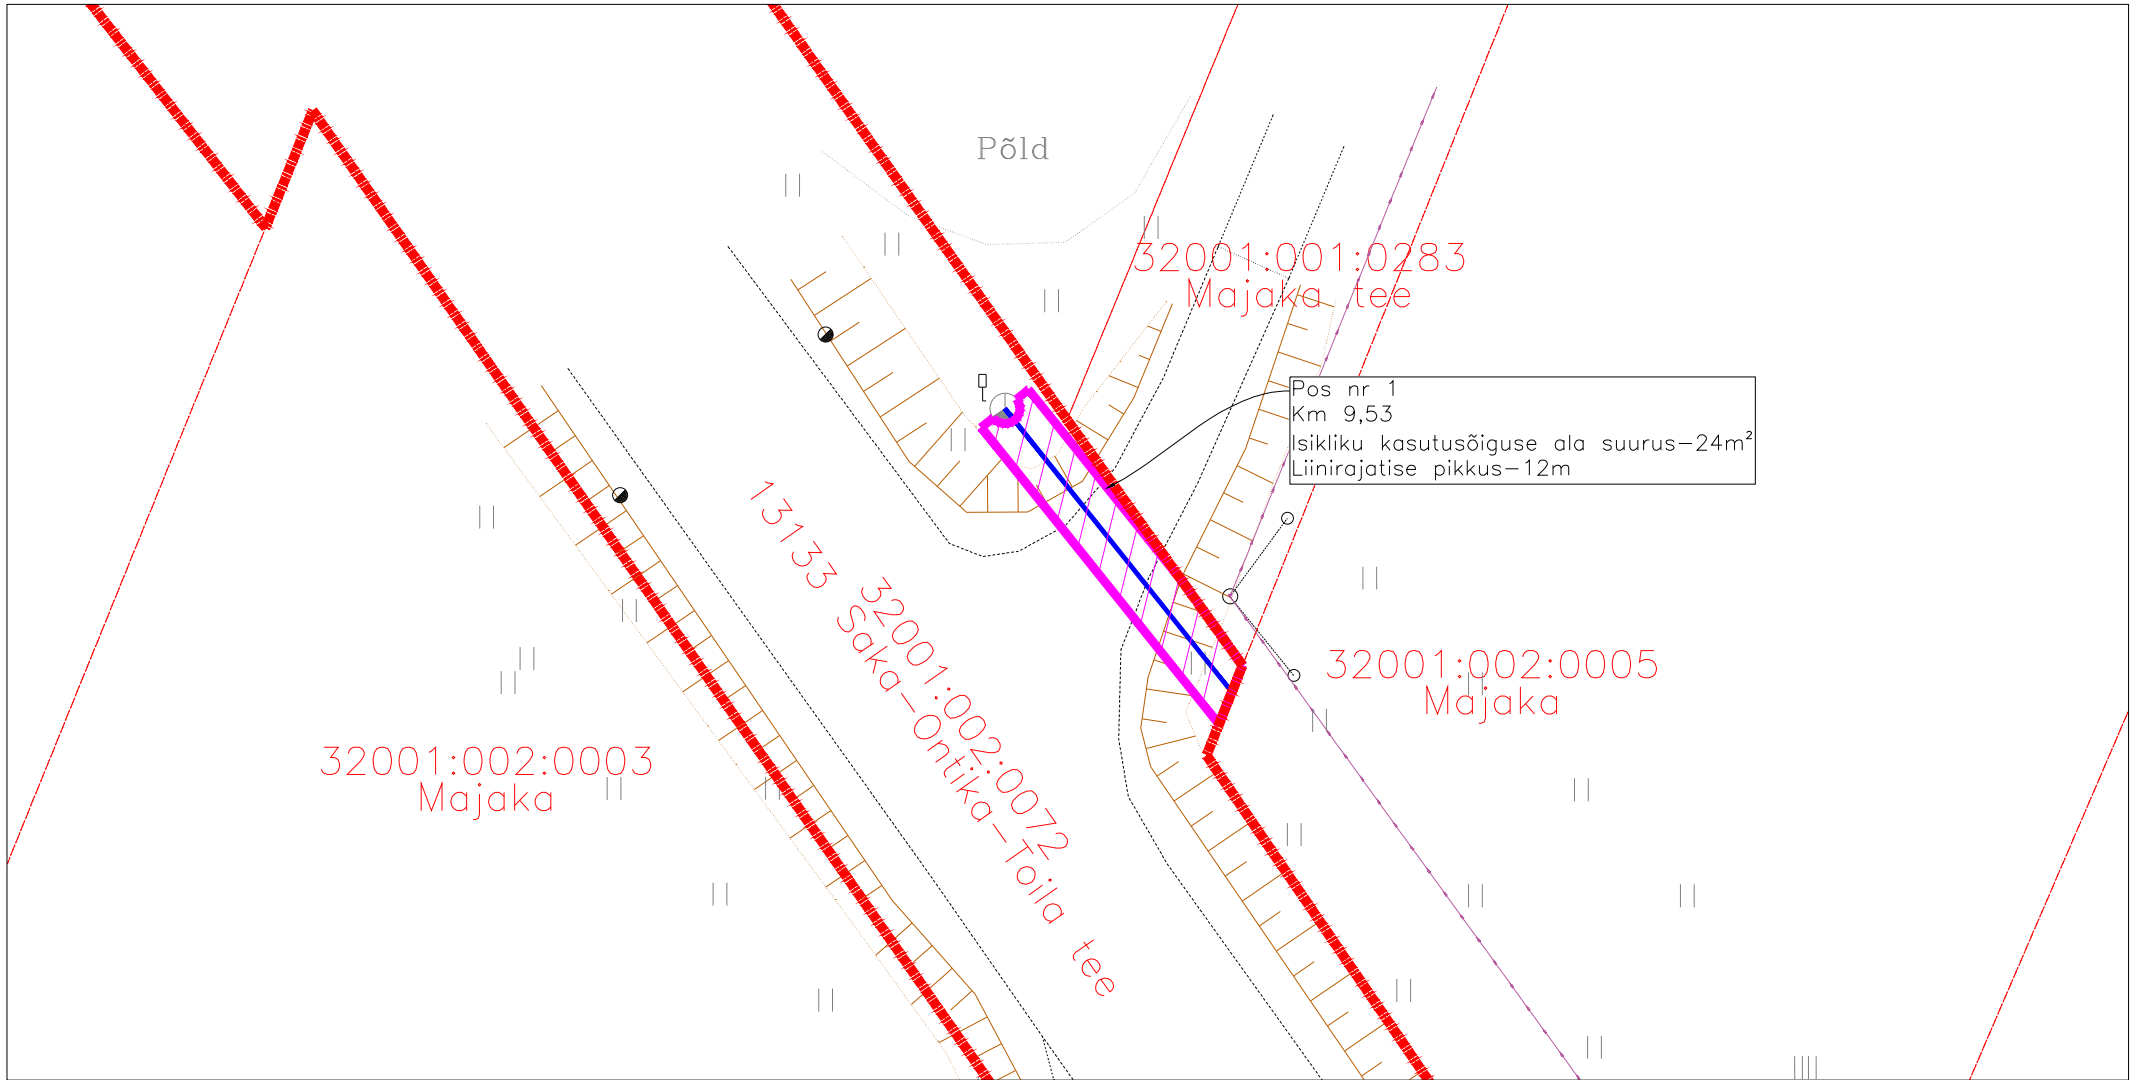 Põld
32001:001:0283
Majaka tee
Pos nr 1
Km 9,53
Isikliku kasutusõiguse ala suurus-24m²
Liinirajatise pikkus-12m
32001:002:0072
13133 Saka-Ontika-Toila tee
32001:002:0005
Majaka
32001:002:0003
Majaka